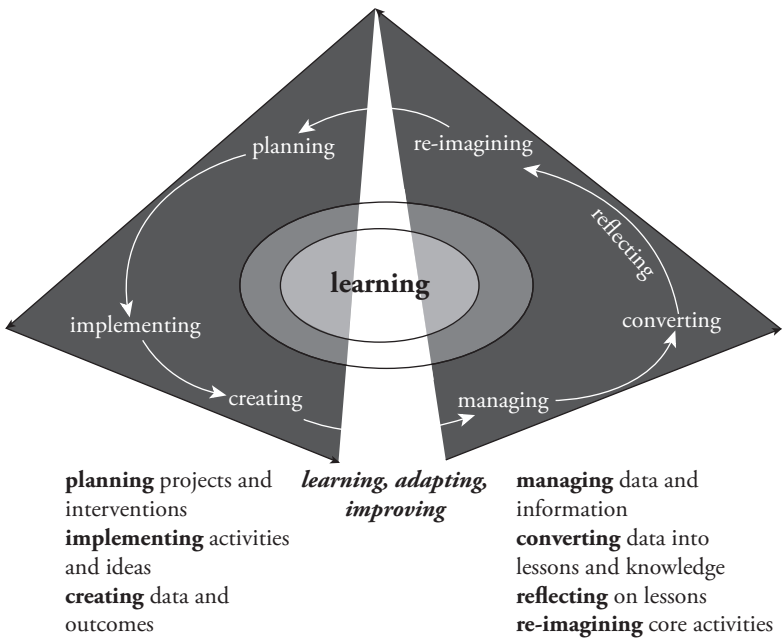 planning
re-imagining
reflecting
learning
implementing
converting
creating
managing
planning projects and
interventions
implementing activities
and ideas
creating data and
outcomes
learning, adapting,
improving
managing data and
information
converting data into
lessons and knowledge
reflecting on lessons
re-imagining core activities